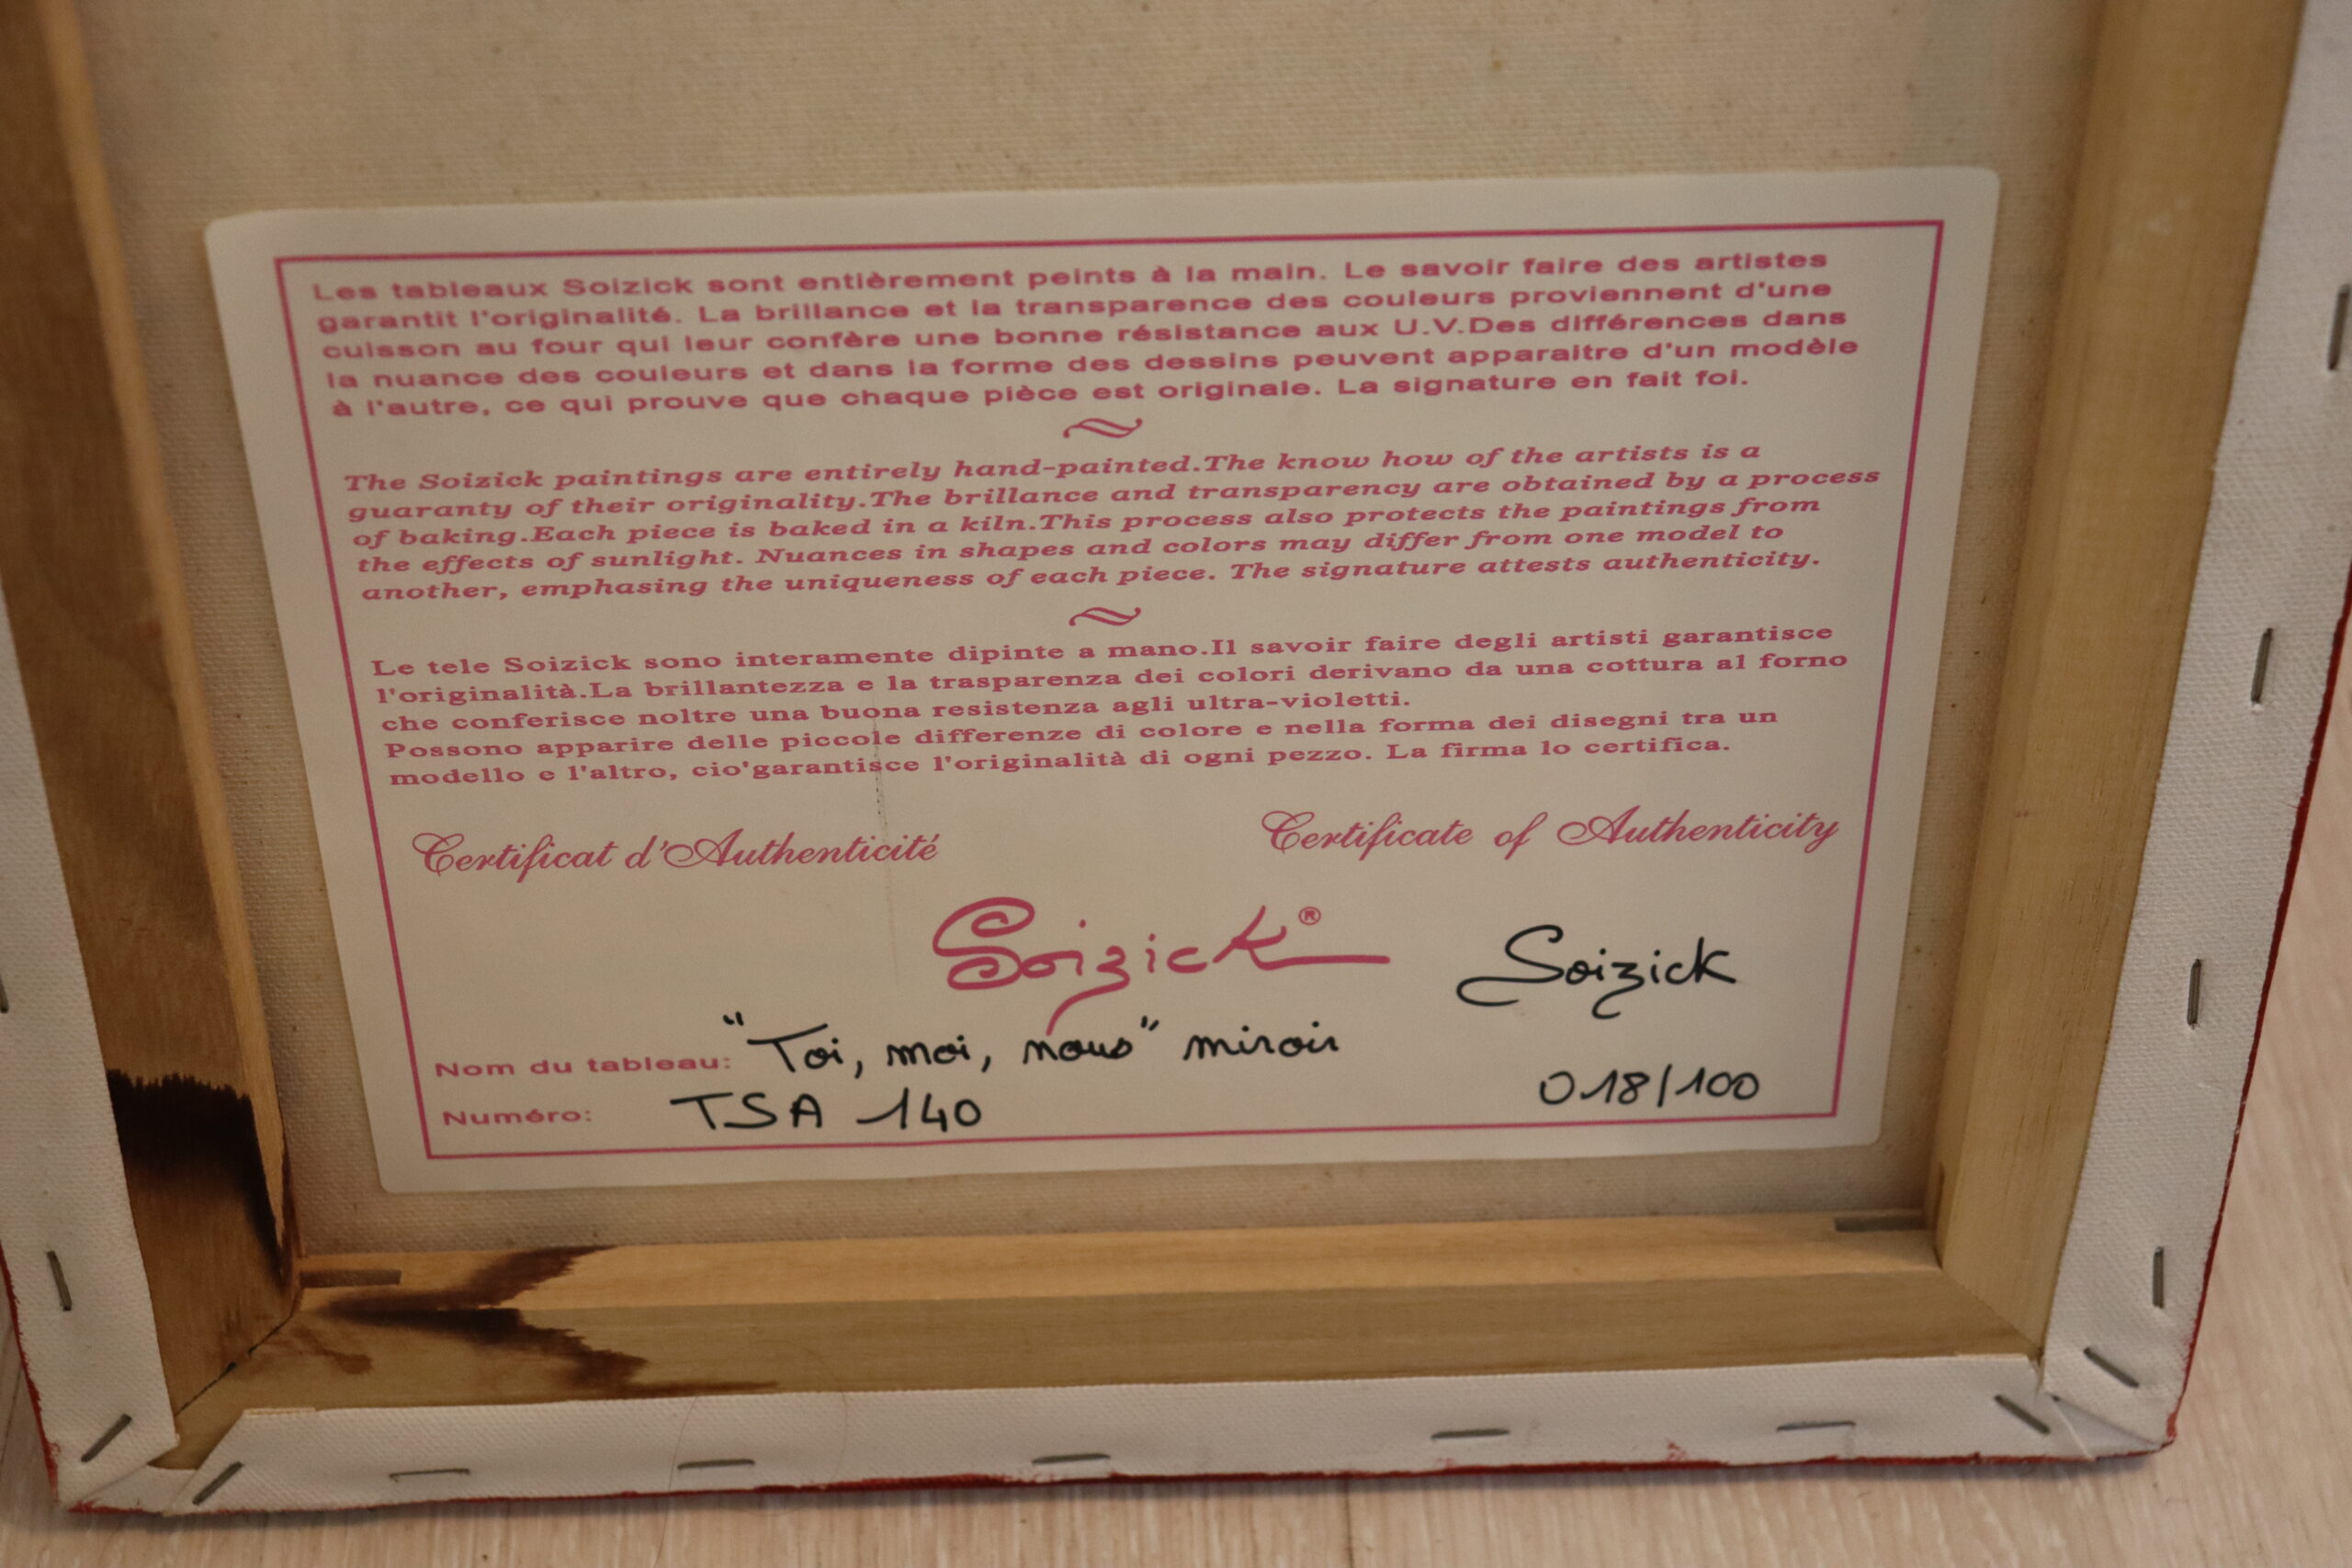 Les tableaux Soizick sont entièrement peints à la main. Le savoir faire des artistes
garantit l'originalité. La brillance et la transparence des couleurs proviennent d'une
cuisson au four qui leur confère une bonne résistance aux U.V.Des différences dans
la nuance des couleurs et dans la forme des dessins peuvent apparaitre d'un modèle
à l'autre, ce qui prouve que chaque pièce est originale. La signature en fait foi.
The Soizick paintings are entirely hand-painted.The know how of the artists is a
guaranty of their originality.The brillance and transparency are obtained by a process
of baking.Each piece is baked in a kiln.This process also protects the paintings from
the effects of sunlight. Nuances in shapes and colors may differ from one model to
another, emphasing the uniqueness of each piece. The signature attests authenticity.
Le tele Soizick sono interamente dipinte a mano.Il savoir faire degli artisti garantisce
l'originalità.La brillantezza e la trasparenza dei colori derivano da una cottura al forno
che conferisce noltre una buona resistenza agli ultra-violetti.
Possono apparire delle piccole differenze di colore e nella forma dei disegni tra un
modello e l'altro, cio'garantisce l'originalità di ogni pezzo. La firma lo certifica.
Certificat d'Authenticité Certificate of Authenticity
Soizick® Soizick
Nom du tableau: "Toi, moi, nous" miroir
Numéro: TSA 140 018/100